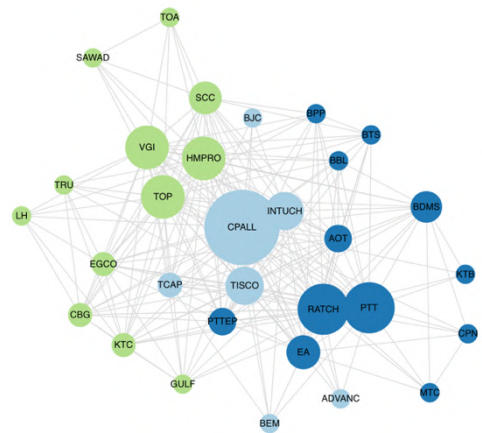 TOA
SAWAD
SCC
BJC
BPP
BTS
VGI
HMPRO
BBL
TRU
TOP
INTUCH
BDMS
LH
CPALL
AOT
EGCO
KTB
TCAP
TISCO
CBG
PTTEP
RATCH
PTT
CPN
KTC
EA
GULF
MTC
ADVANC
BEM